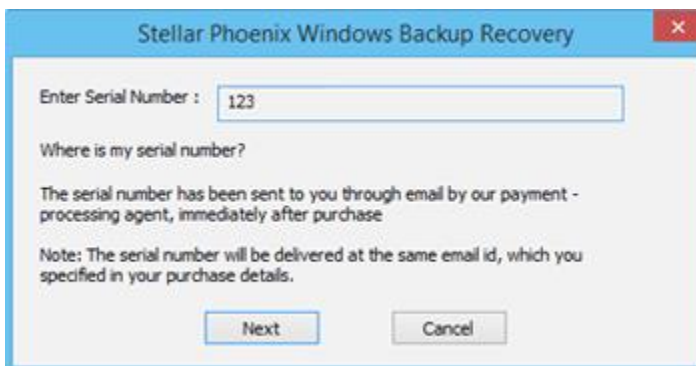 Stellar Phoenix Windows Backup Recovery
Enter Serial Number :
123
Where is my serial number?
The serial number has been sent to you through email by our payment -
processing agent, immediately after purchase
Note: The serial number will be delivered at the same email id, which you
specified in your purchase details.
Next
Cancel